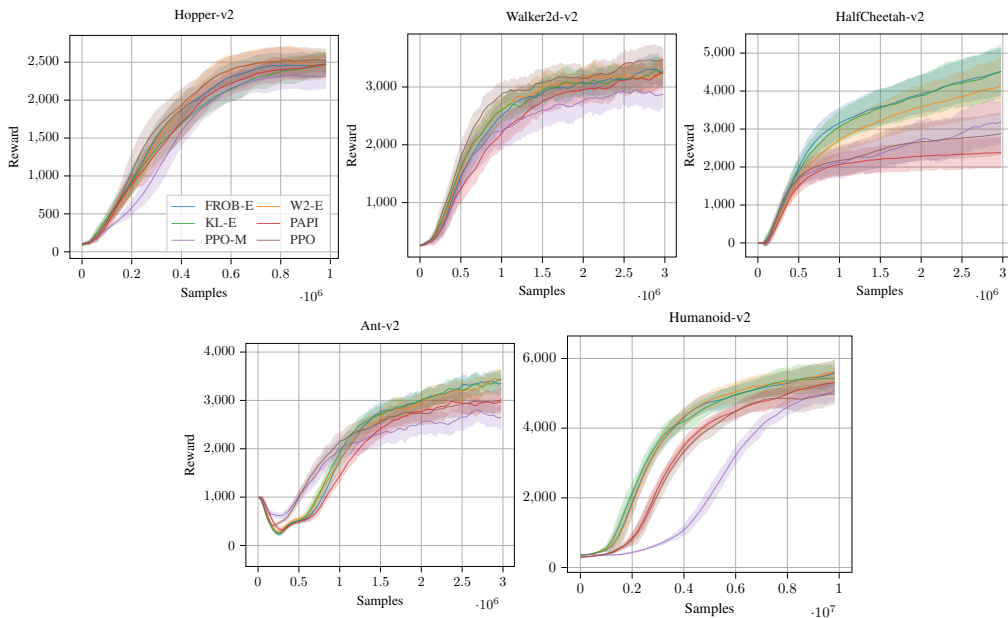 Hopper-v2
2,500
2,000
1,500
1,000
500
0
Reward
FROB-E
W2-E
KL-E
PAPI
PPO-M
PPO
0 0.2 0.4 0.6 0.8 1
Samples
·10⁶
Walker2d-v2
3,000
2,000
1,000
Reward
0 0.5 1 1.5 2 2.5 3
Samples
·10⁶
HalfCheetah-v2
5,000
4,000
3,000
2,000
1,000
0
Reward
0 0.5 1 1.5 2 2.5 3
Samples
·10⁶
Ant-v2
4,000
3,000
2,000
1,000
0
Reward
0 0.5 1 1.5 2 2.5 3
Samples
·10⁶
Humanoid-v2
6,000
4,000
2,000
0
Reward
0 0.2 0.4 0.6 0.8 1
Samples
·10⁷